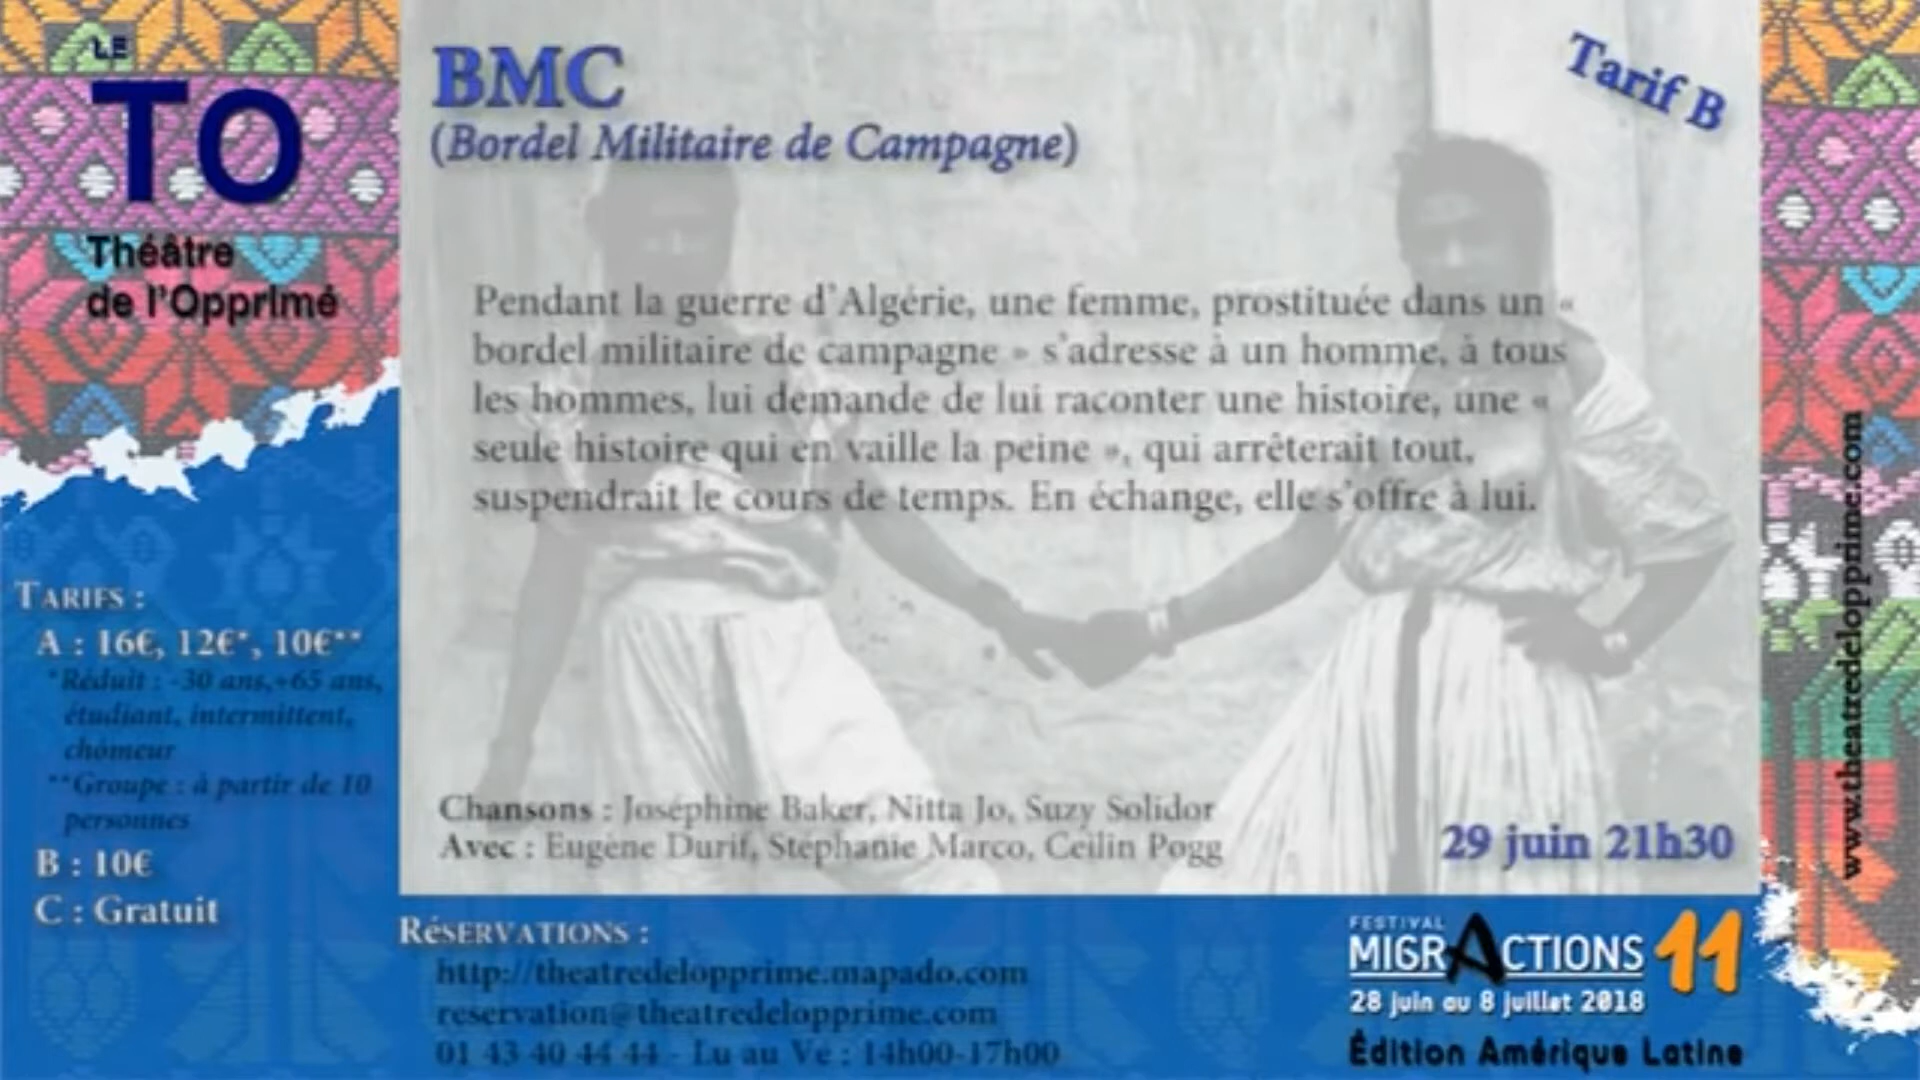 LE
TO
Théâtre
de l'Opprimé
TARIFS :
A : 16€, 12€*, 10€**
*Réduit : -30 ans,+65 ans,
étudiant, intermittent,
chômeur
**Groupe : à partir de 10
personnes
B : 10€
C : Gratuit
BMC
(Bordel Militaire de Campagne)
Tarif B
Pendant la guerre d'Algérie, une femme, prostituée dans un «
bordel militaire de campagne » s'adresse à un homme, à tous
les hommes, lui demande de lui raconter une histoire, une «
seule histoire qui en vaille la peine », qui arrêterait tout,
suspendrait le cours de temps. En échange, elle s'offre à lui.
Chansons : Joséphine Baker, Nitta Jo, Suzy Solidor
Avec : Eugène Durif, Stéphanie Marco, Ceilin Pogg
29 juin 21h30
RéSERVATIONS :
http://theatredelopprime.mapado.com
reservation@theatredelopprime.com
01 43 40 44 44 - Lu au Ve : 14h00-17h00
FESTIVAL
MIGRACTIONS 11
28 juin au 8 juillet 2018
Édition Amérique Latine
www.theatredelopprime.com